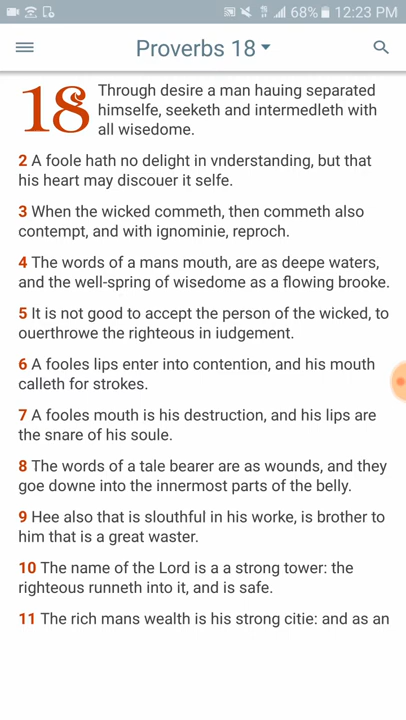 68% 12:23 PM
Proverbs 18
18 Through desire a man hauing separated
himselfe, seeketh and intermedleth with
all wisedome.
2 A foole hath no delight in vnderstanding, but that
his heart may discouer it selfe.
3 When the wicked commeth, then commeth also
contempt, and with ignominie, reproch.
4 The words of a mans mouth, are as deepe waters,
and the well-spring of wisedome as a flowing brooke.
5 It is not good to accept the person of the wicked, to
ouerthrowe the righteous in iudgement.
6 A fooles lips enter into contention, and his mouth
calleth for strokes.
7 A fooles mouth is his destruction, and his lips are
the snare of his soule.
8 The words of a tale bearer are as wounds, and they
goe downe into the innermost parts of the belly.
9 Hee also that is slouthful in his worke, is brother to
him that is a great waster.
10 The name of the Lord is a a strong tower: the
righteous runneth into it, and is safe.
11 The rich mans wealth is his strong citie: and as an